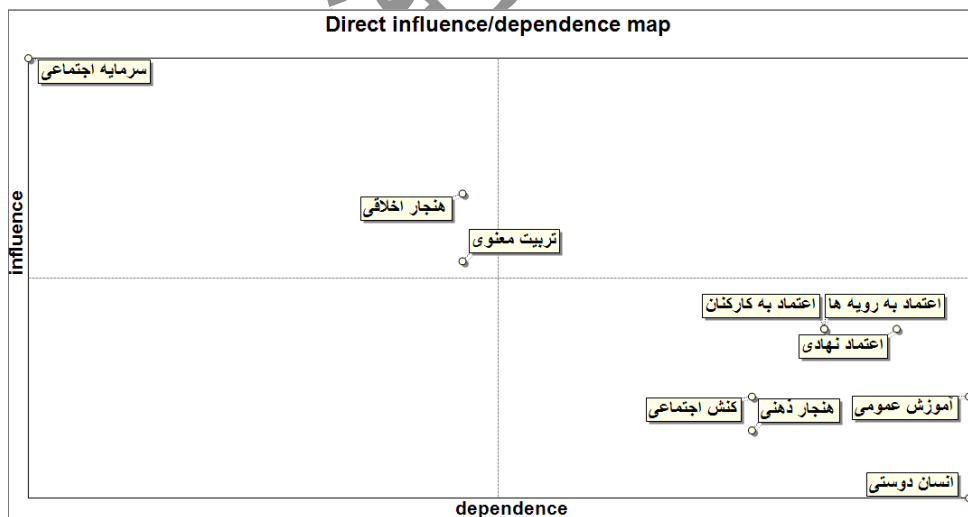 Direct influence/dependence map
سرمایه اجتماعی
هنجار اخلاقی
تربیت معنوی
influence
اعتماد به کارکنان
اعتماد به رویه ها
اعتماد نهادی
کنش اجتماعی
هنجار ذهنی
آموزش عمومی
انسان دوستی
dependence